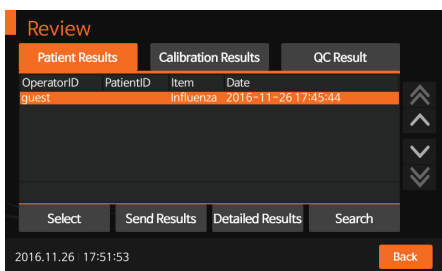 Review
Patient Results Calibration Results QC Result
OperatorID PatientID Item Date
guest Influenza 2016-11-26 17:45:44
Select Send Results Detailed Results Search
2016.11.26 17:51:53 Back